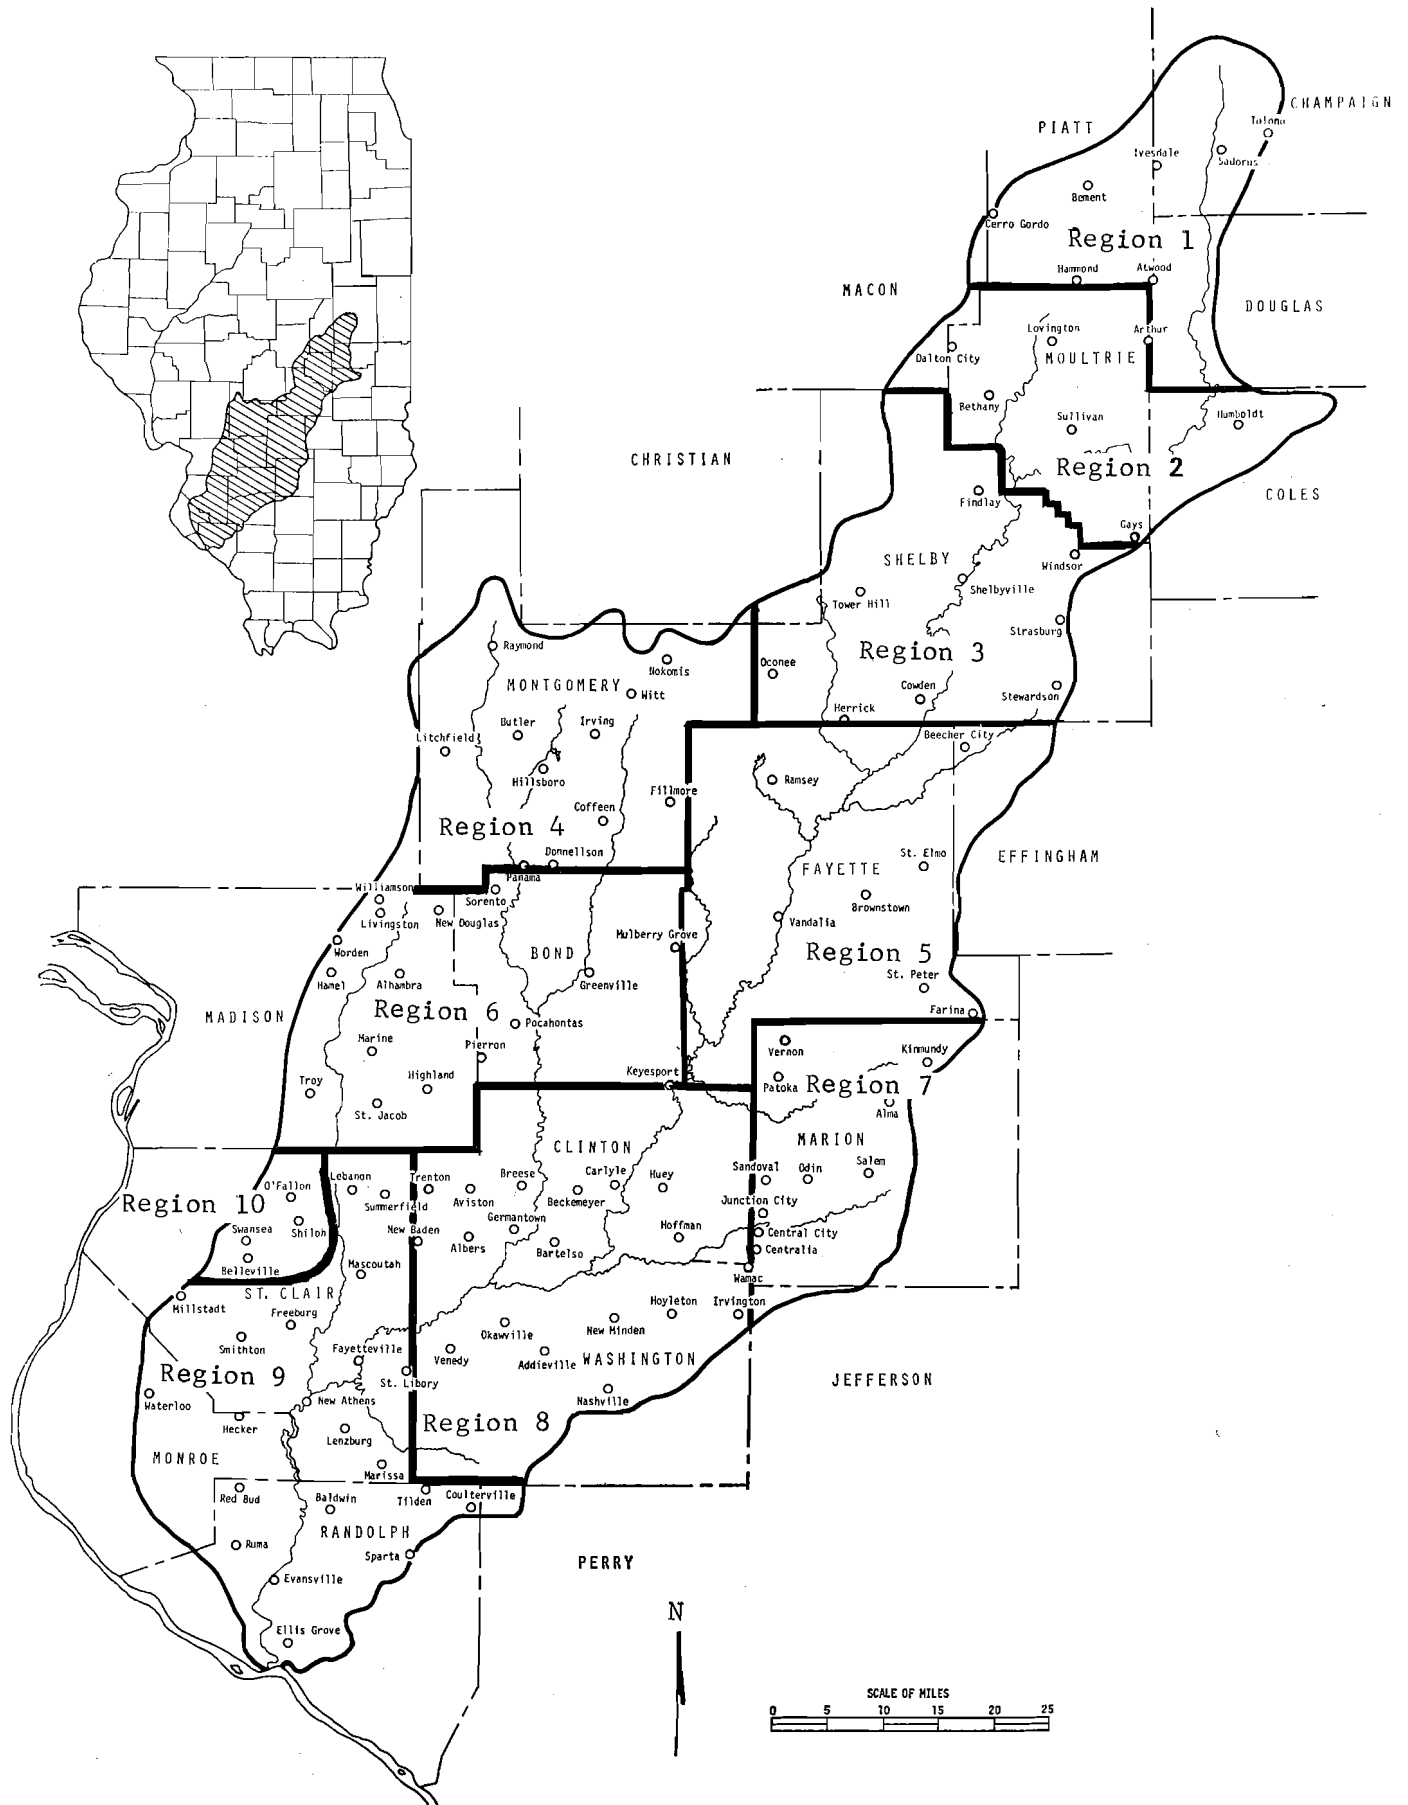 CHAMPAIGN
Tolono
PIATT
Ivesdale
Sadorus
Bement
Cerro Gordo
Region 1
Hammond
Atwood
MACON
DOUGLAS
Lovington
Arthur
Dalton City
MOULTRIE
Bethany
Sullivan
Humboldt
CHRISTIAN
Region 2
Findlay
COLES
Gays
SHELBY
Windsor
Shelbyville
Tower Hill
Strasburg
Raymond
Region 3
Nokomis
Oconee
MONTGOMERY
Witt
Cowden
Stewardson
Herrick
Butler
Irving
Litchfield
Beecher City
Hillsboro
Ramsey
Fillmore
Coffeen
Region 4
Donnellson
St. Elmo
EFFINGHAM
FAYETTE
Panama
Williamson
Sorento
Brownstown
Livingston
New Douglas
Vandalia
Mulberry Grove
Worden
BOND
Region 5
St. Peter
Hamel
Alhambra
Greenville
Region 6
Farina
MADISON
Pocahontas
Marine
Pierron
Vernon
Kinmundy
Keyesport
Troy
Highland
Patoka
Region 7
St. Jacob
Alma
CLINTON
MARION
Lebanon
Trenton
Breese
Carlyle
Huey
Sandoval
Odin
Salem
O'Fallon
Region 10
Summerfield
Aviston
Beckemeyer
Junction City
Swansea
Shiloh
New Baden
Germantown
Hoffman
Central City
Albers
Bartelso
Centralia
Belleville
Mascoutah
Wamac
ST. CLAIR
Millstadt
Freeburg
Hoyleton
Irvington
Smithton
Okawville
New Minden
Fayetteville
Venedy
Addieville
WASHINGTON
Region 9
St. Libory
JEFFERSON
Waterloo
New Athens
Nashville
Hecker
Region 8
Lenzburg
MONROE
Marissa
Red Bud
Baldwin
Tilden
Coulterville
RANDOLPH
Ruma
Sparta
PERRY
Evansville
N
Ellis Grove
SCALE OF MILES
0 5 10 15 20 25